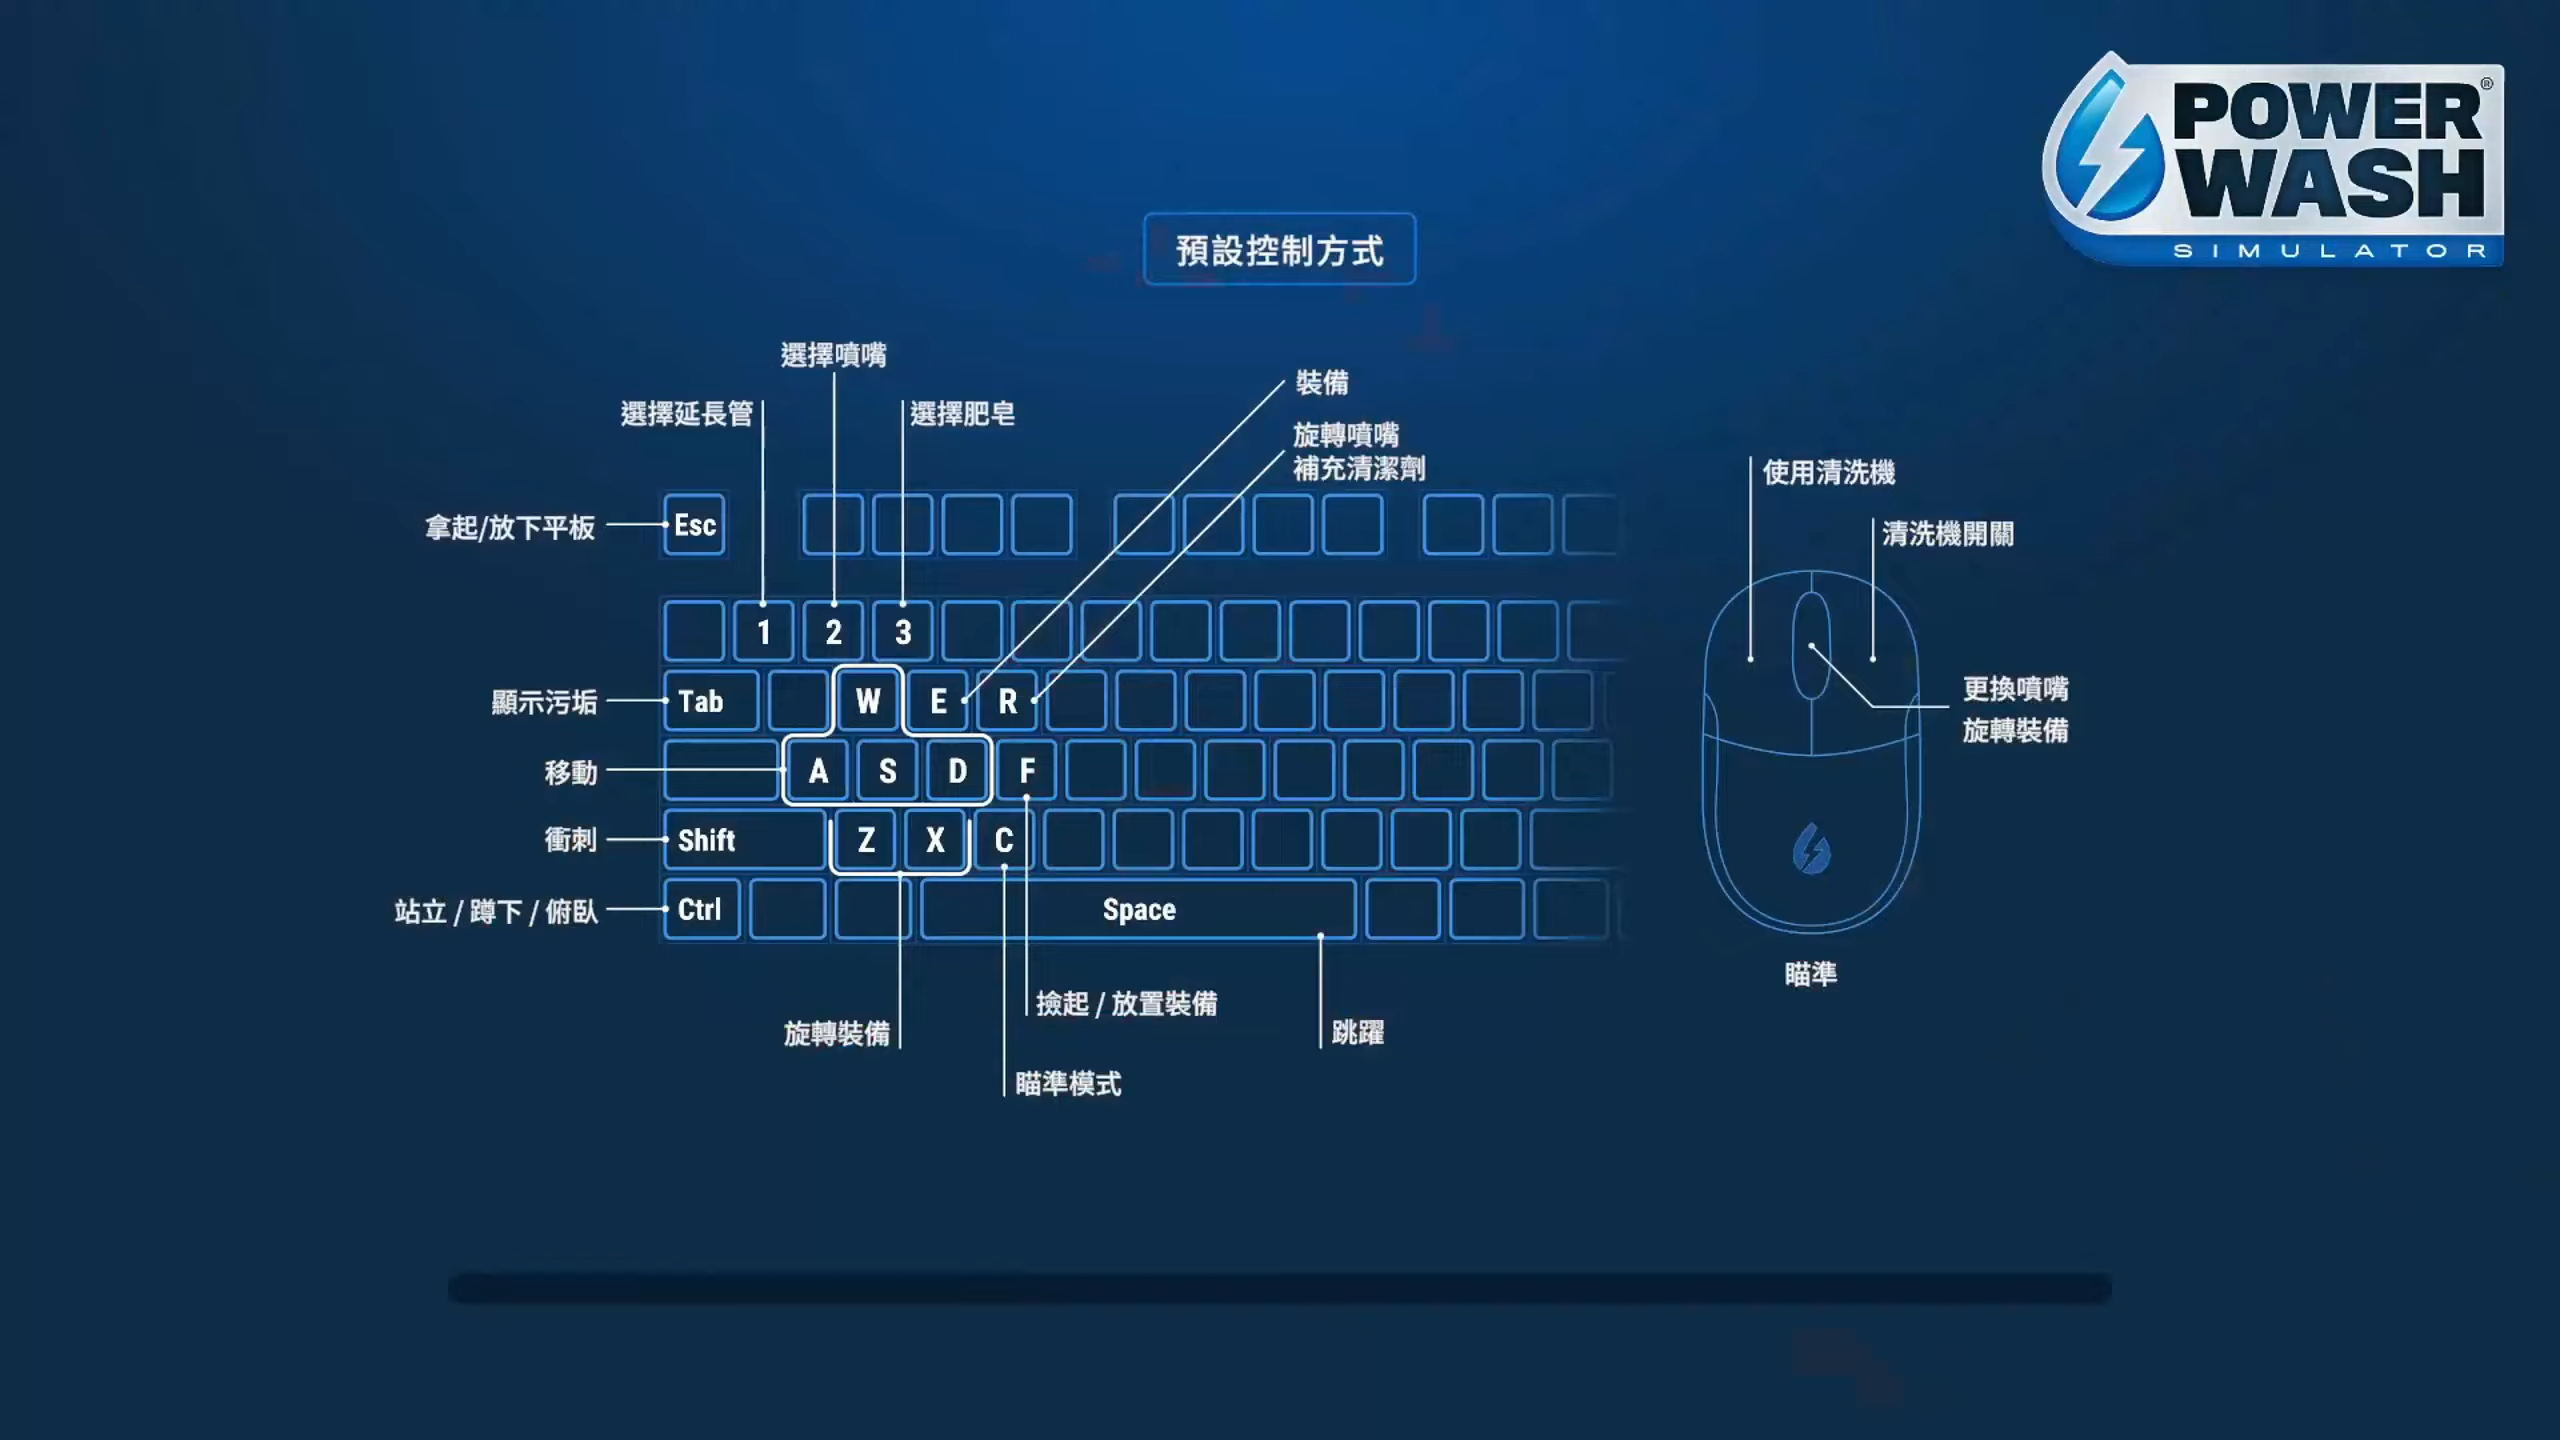 POWER®
WASH
SIMULATOR
預設控制方式
選擇噴嘴
選擇延長管
選擇肥皂
裝備
旋轉噴嘴
補充清潔劑
拿起/放下平板
Esc
1
2
3
顯示污垢
Tab
W
E
R
移動
A
S
D
F
衝刺
Shift
Z
X
C
站立 / 蹲下 / 俯臥
Ctrl
Space
撿起 / 放置裝備
旋轉裝備
跳躍
瞄準模式
使用清洗機
清洗機開關
更換噴嘴
旋轉裝備
瞄準